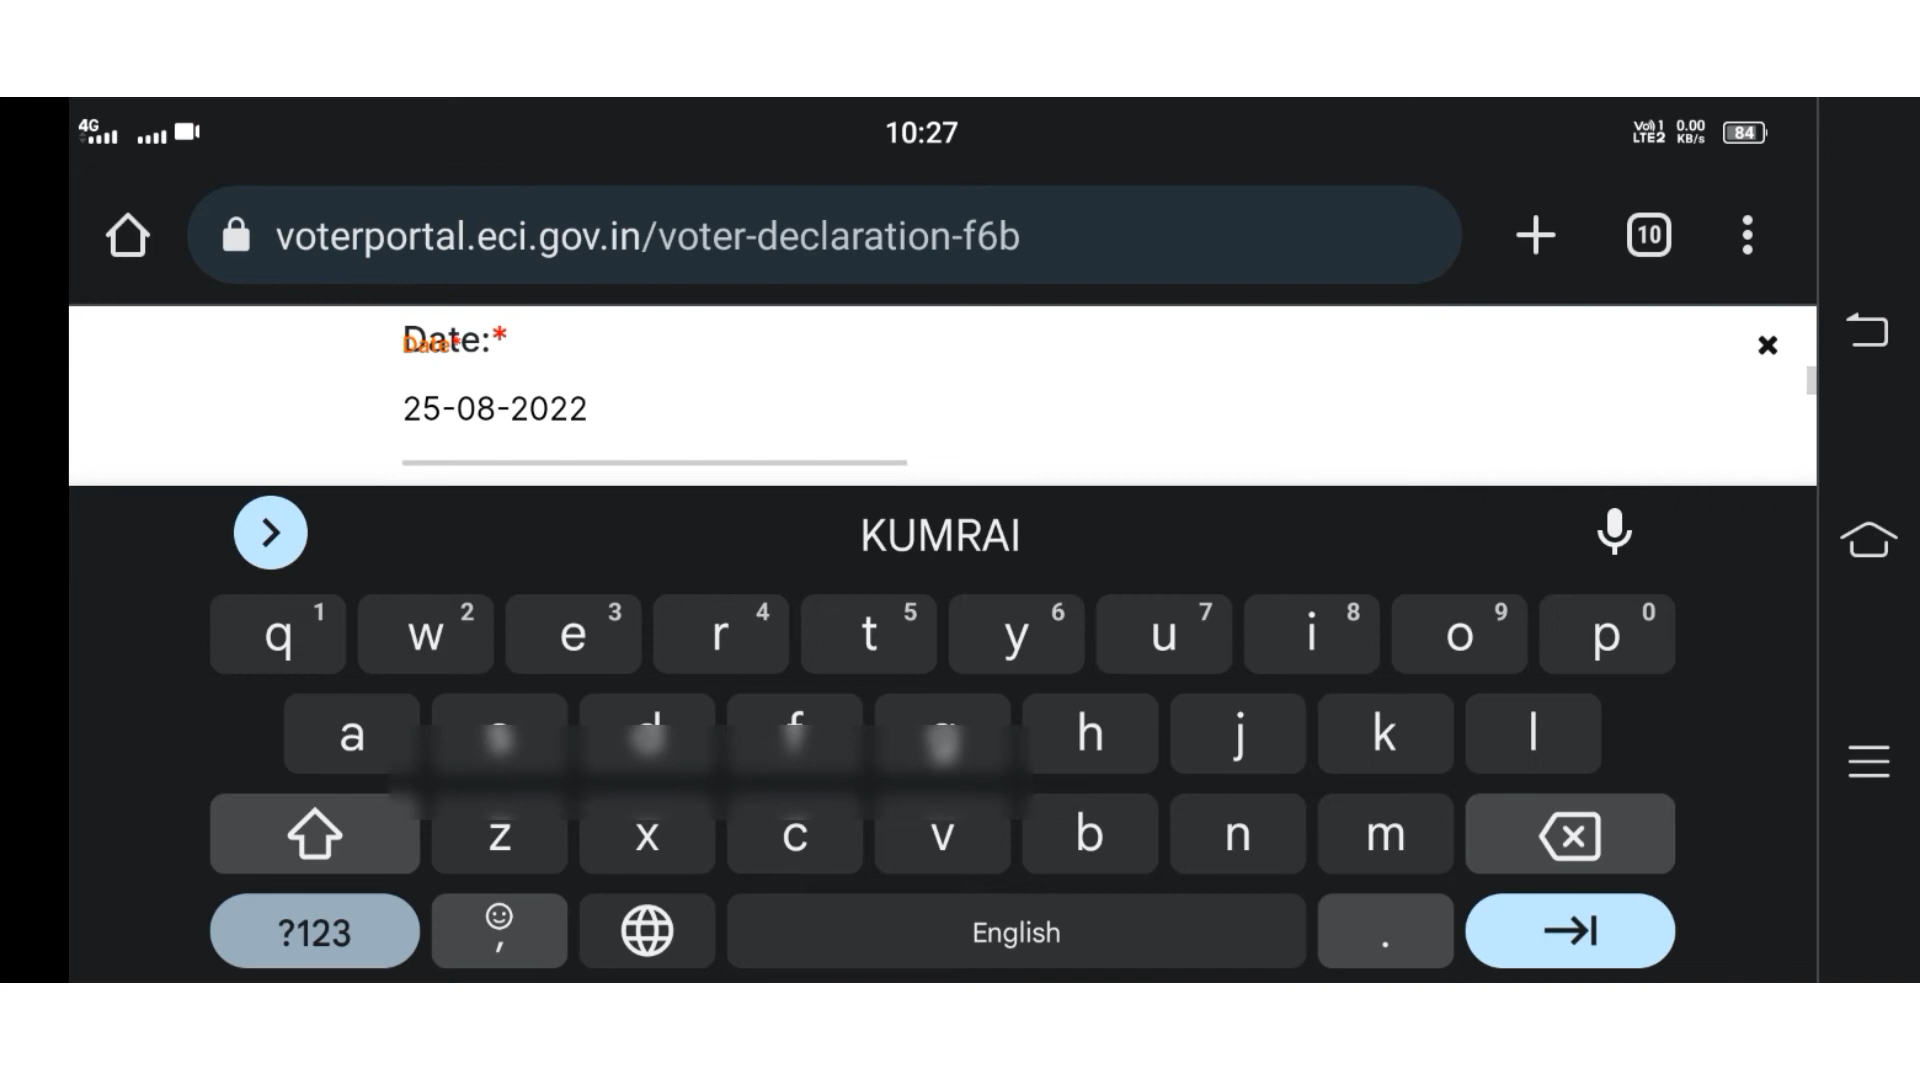 4G 10:27 Vo)) 1 LTE2 0.00 KB/s 84
voterportal.eci.gov.in/voter-declaration-f6b 10
Date:*
Date*
25-08-2022
KUMRAI
q 1 w 2 e 3 r 4 t 5 y 6 u 7 i 8 o 9 p 0
a h j k l
z x c v b n m
?123 , English .